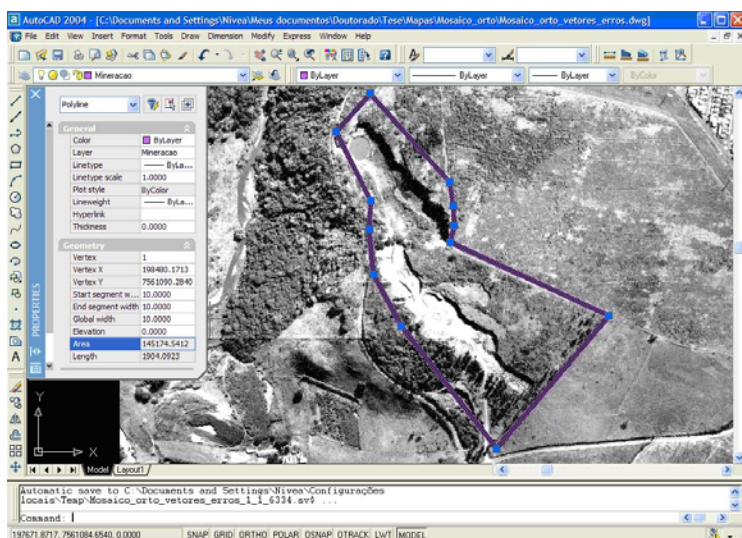 AutoCAD 2004 - [C:\Documents and Settings\Nivea\Meus documentos\Doutorado\Tese\Mapas\Mosaico_orto\Mosaico_orto_vetores_erros.dwg]
File Edit View Insert Format Tools Draw Dimension Modify Express Window Help
Mineracao ByLayer ByLayer ByLayer ByColor
Polyline
General
Color ByLayer
Layer Mineracao
Linetype ByLa...
Linetype scale 1.0000
Plot style ByColor
Lineweight ByLa...
Hyperlink
Thickness 0.0000
Geometry
Vertex 1
Vertex X 198480.1713
Vertex Y 7561090.2840
Start segment w... 10.0000
End segment width 10.0000
Global width 10.0000
Elevation 0.0000
Area 145174.5412
Length 1904.0923
PROPERTIES
Y
X
Model Layout1
Automatic save to C:\Documents and Settings\Nivea\Configurações
locais\Temp\Mosaico_orto_vetores_erros_1_1_6334.sv$ ...
Command:
197671.8717, 7561084.6540, 0.0000 SNAP GRID ORTHO POLAR OSNAP OTRACK LWT MODEL